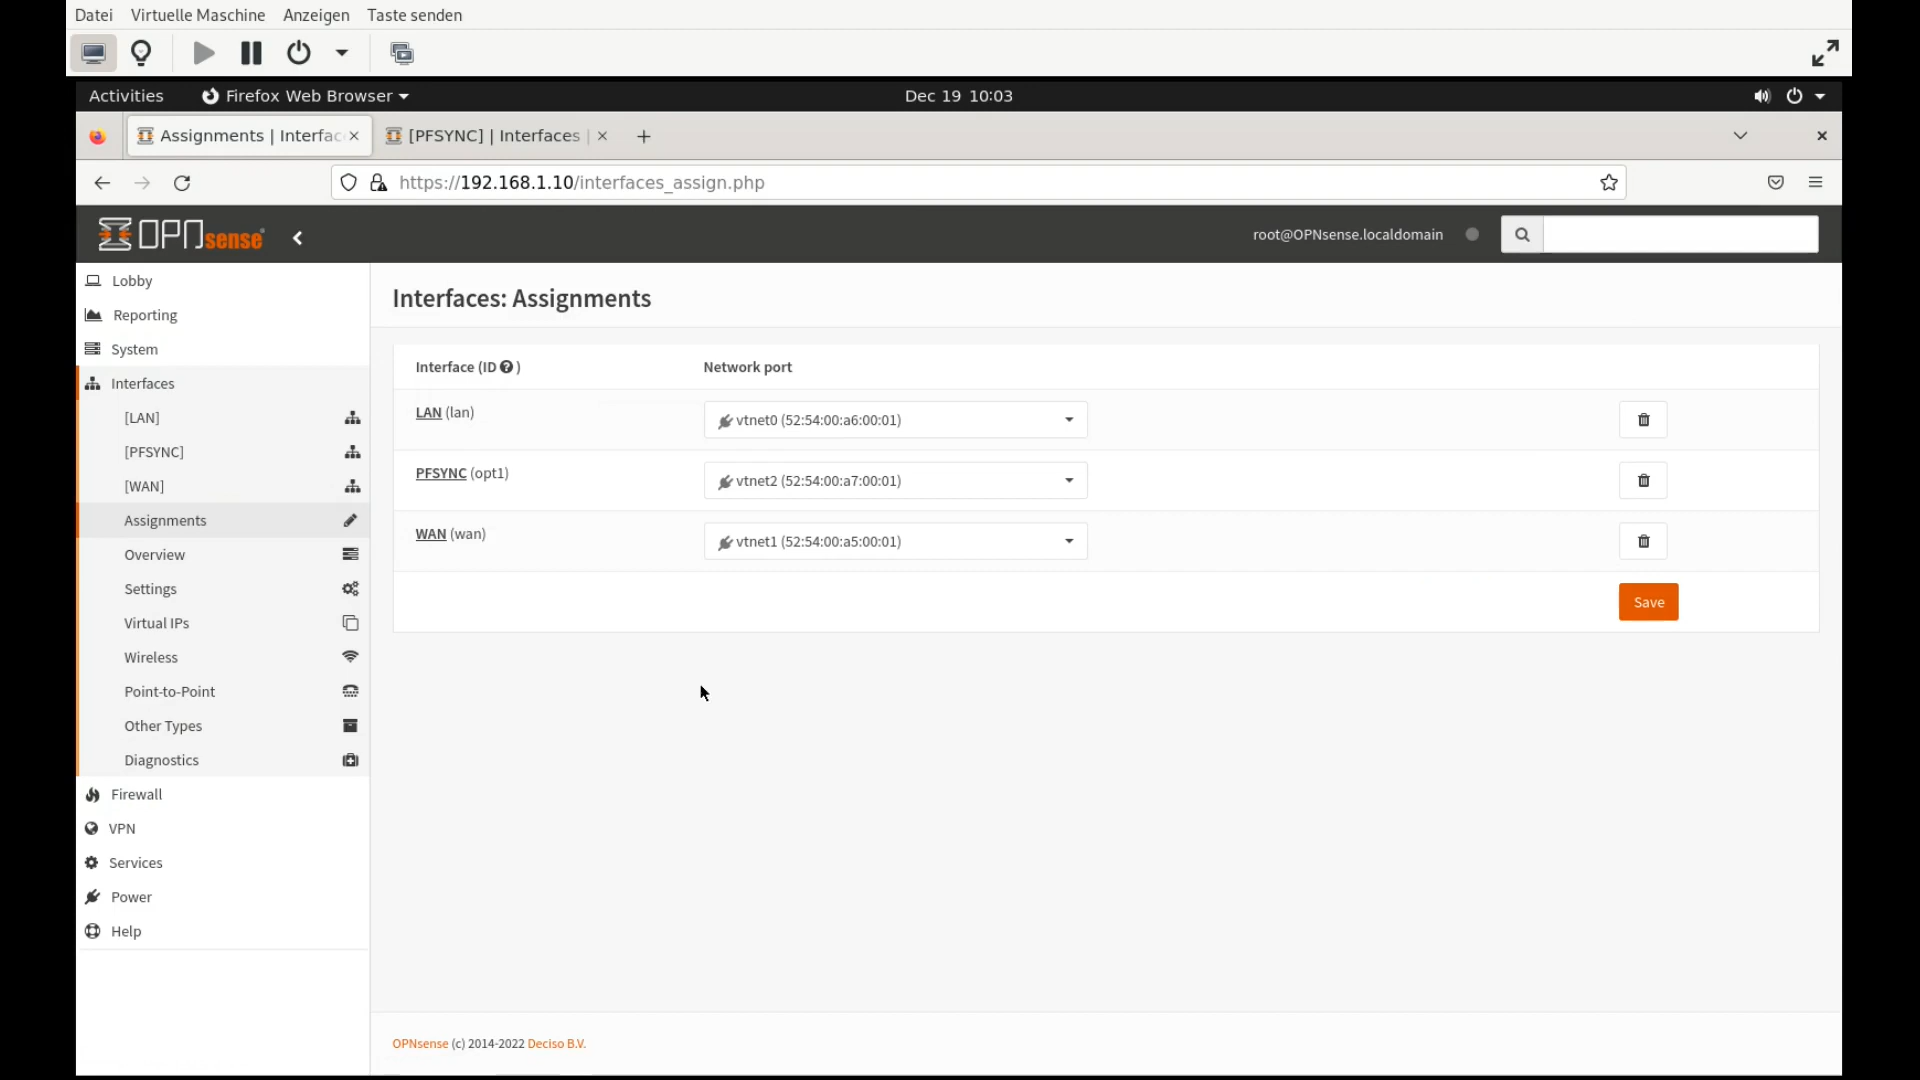 Datei Virtuelle Maschine Anzeigen Taste senden
Activities Firefox Web Browser Dec 19 10:03
Assignments | Interfac [PFSYNC] | Interfaces |
https://192.168.1.10/interfaces_assign.php
OPNsense root@OPNsense.localdomain
Lobby
Reporting
System
Interfaces
[LAN]
[PFSYNC]
[WAN]
Assignments
Overview
Settings
Virtual IPs
Wireless
Point-to-Point
Other Types
Diagnostics
Firewall
VPN
Services
Power
Help
Interfaces: Assignments
Interface (ID ) Network port
LAN (lan) vtnet0 (52:54:00:a6:00:01)
PFSYNC (opt1) vtnet2 (52:54:00:a7:00:01)
WAN (wan) vtnet1 (52:54:00:a5:00:01)
Save
OPNsense (c) 2014-2022 Deciso B.V.